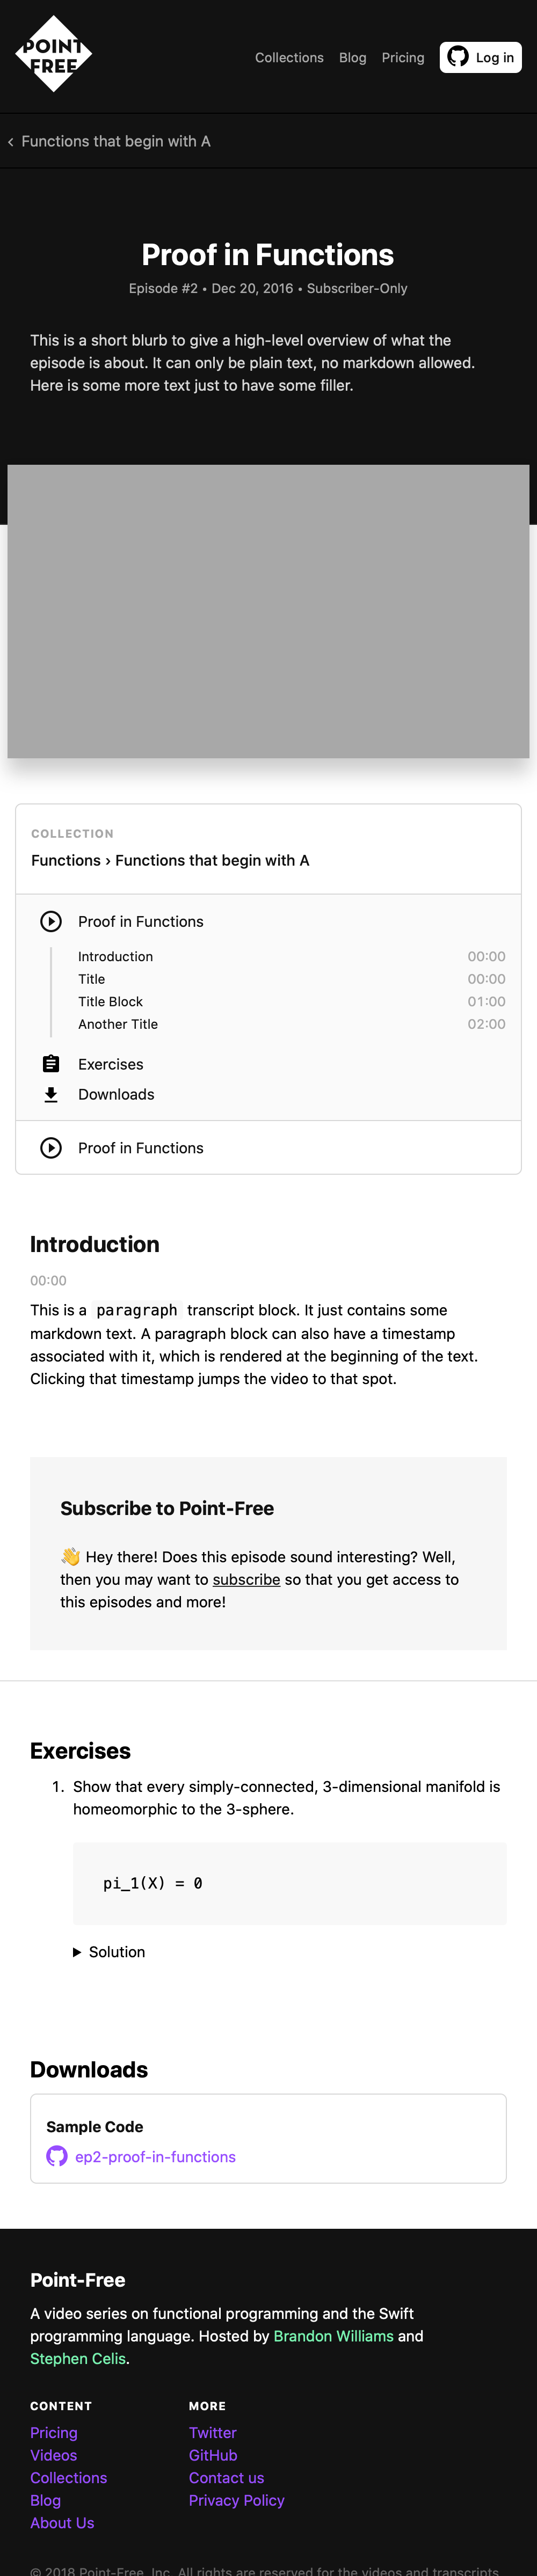 POINT
FREE
Collections Blog Pricing Log in
‹ Functions that begin with A
Proof in Functions
Episode #2 • Dec 20, 2016 • Subscriber-Only
This is a short blurb to give a high-level overview of what the
episode is about. It can only be plain text, no markdown allowed.
Here is some more text just to have some filler.
COLLECTION
Functions › Functions that begin with A
Proof in Functions
Introduction 00:00
Title 00:00
Title Block 01:00
Another Title 02:00
Exercises
Downloads
Proof in Functions
Introduction
00:00
This is a paragraph transcript block. It just contains some
markdown text. A paragraph block can also have a timestamp
associated with it, which is rendered at the beginning of the text.
Clicking that timestamp jumps the video to that spot.
Subscribe to Point-Free
👋 Hey there! Does this episode sound interesting? Well,
then you may want to subscribe so that you get access to
this episodes and more!
Exercises
1. Show that every simply-connected, 3-dimensional manifold is
homeomorphic to the 3-sphere.
pi_1(X) = 0
▶ Solution
Downloads
Sample Code
ep2-proof-in-functions
Point-Free
A video series on functional programming and the Swift
programming language. Hosted by Brandon Williams and
Stephen Celis.
CONTENT MORE
Pricing Twitter
Videos GitHub
Collections Contact us
Blog Privacy Policy
About Us
© 2018 Point-Free, Inc. All rights are reserved for the videos and transcripts